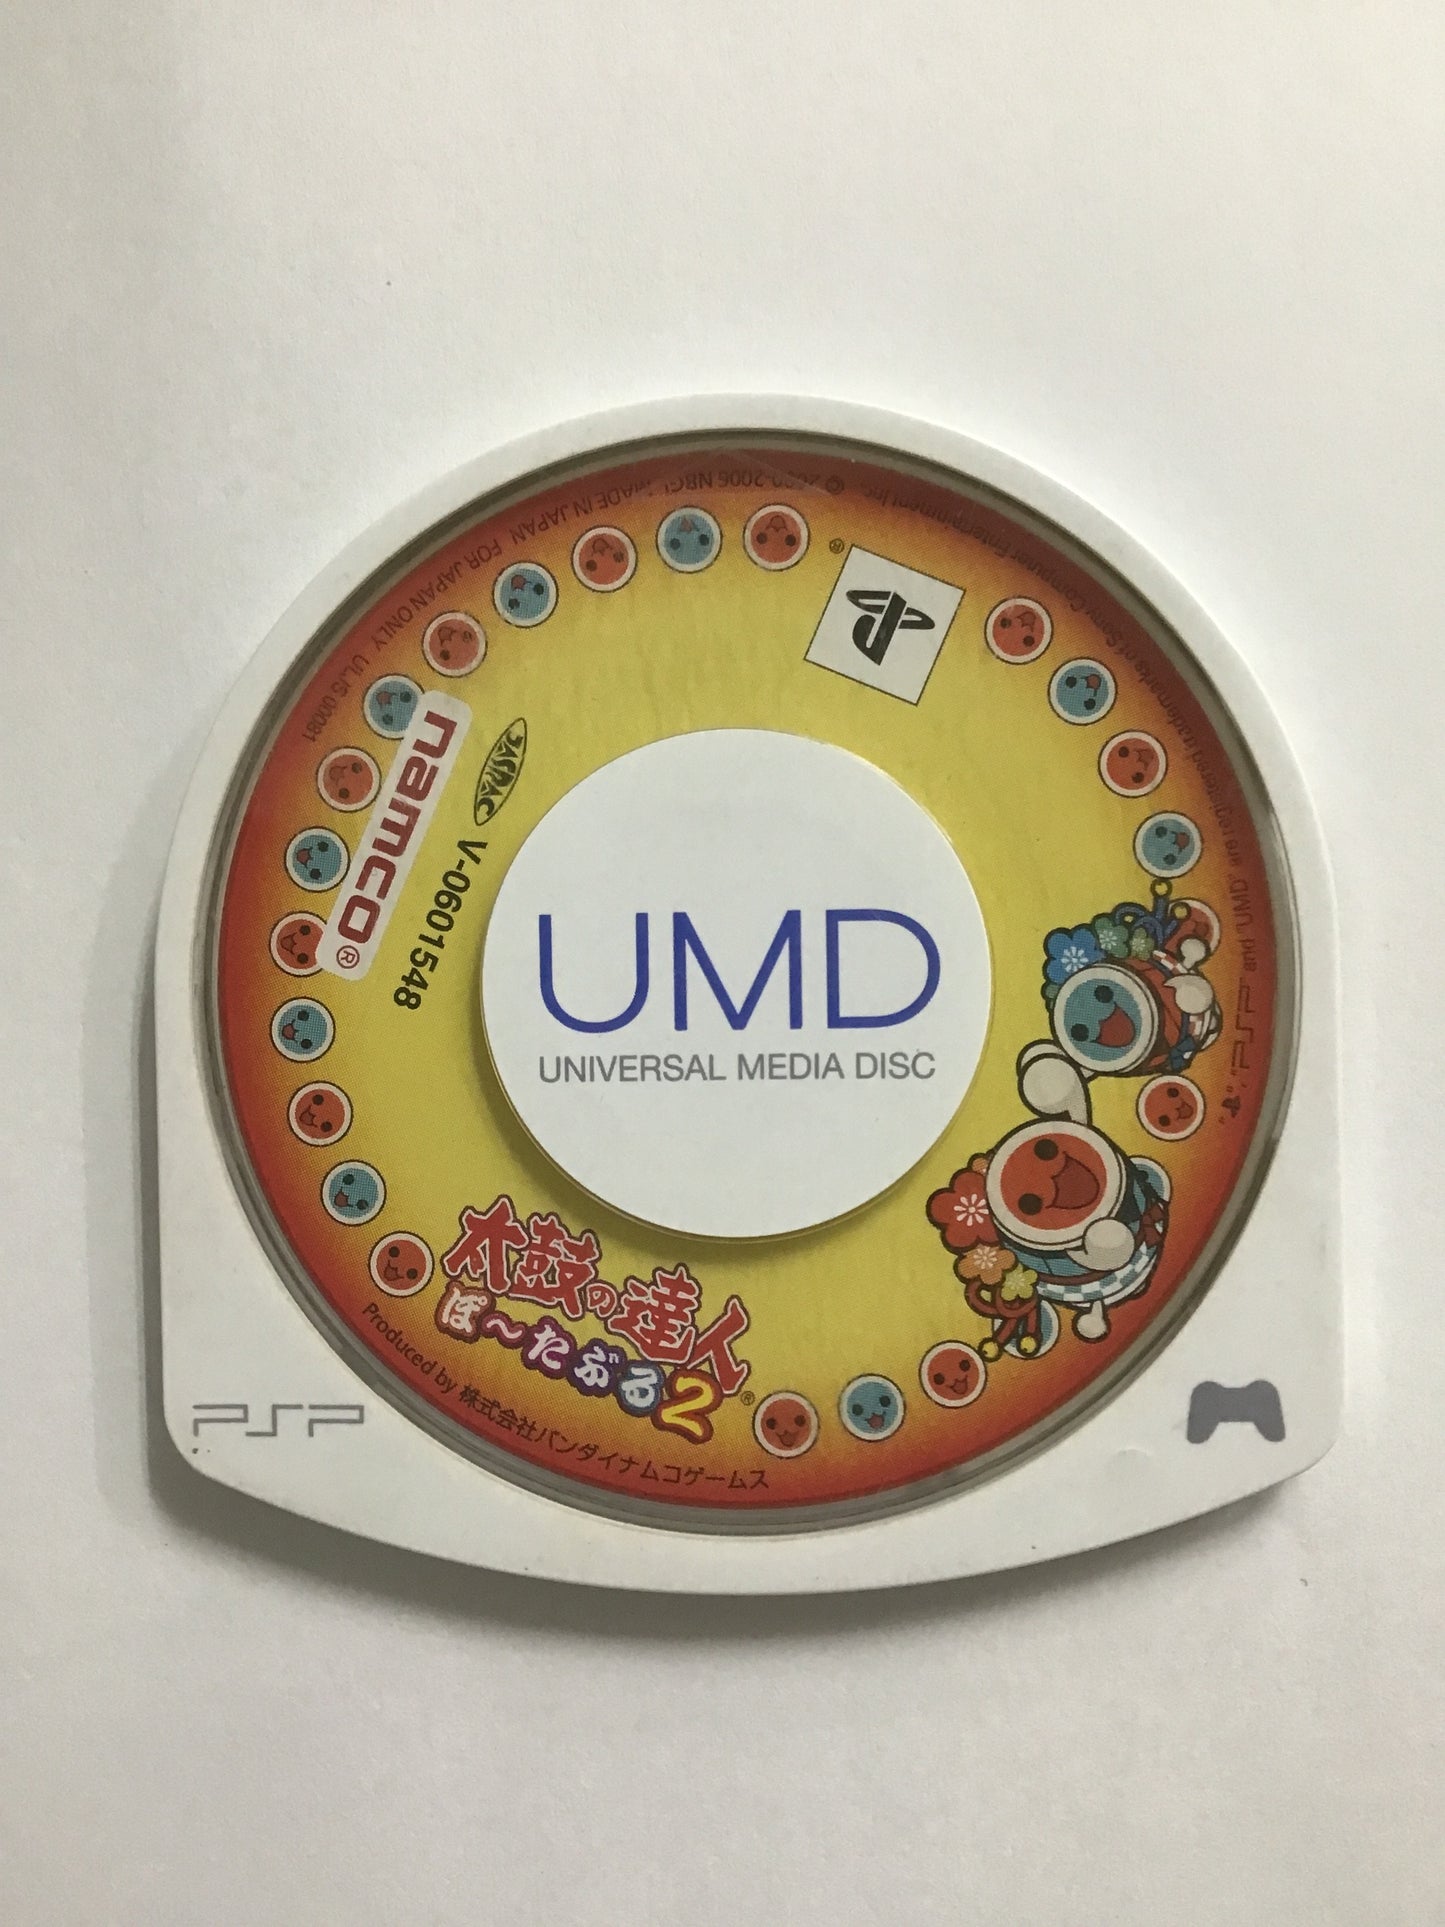 UMD
UNIVERSAL MEDIA DISC
太鼓の達人
ぽ〜たぶる2®
Produced by 株式会社バンダイナムコゲームス
namco®
JASRAC
V-0601548
©2000-2006 NBGI MADE IN JAPAN FOR JAPAN ONLY ULJS 00081
"PSP" and "UMD" are registered trademarks of Sony Computer Entertainment Inc.
®
PSP